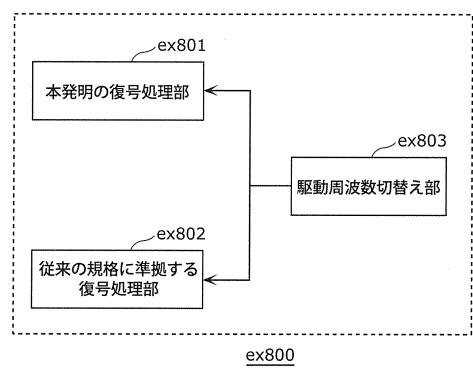 ex801
本発明の復号処理部
ex803
駆動周波数切替え部
ex802
従来の規格に準拠する
復号処理部
ex800